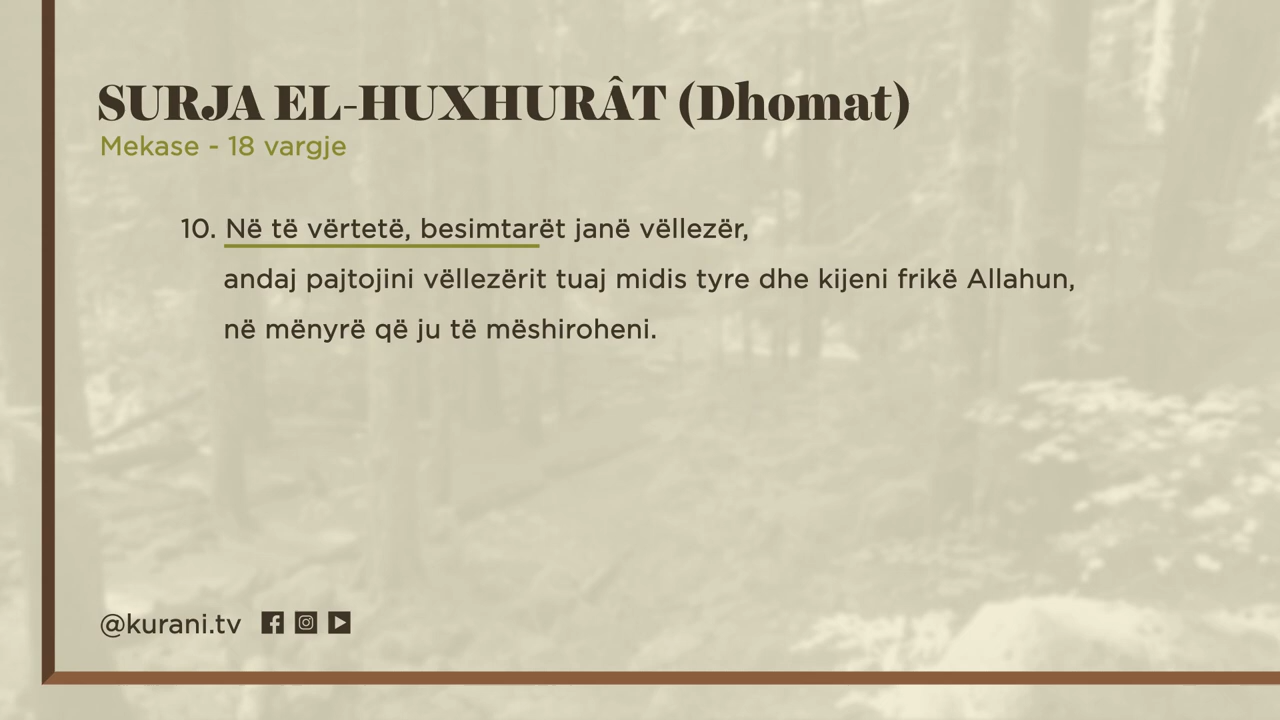 SURJA EL-HUXHURÂT (Dhomat)
Mekase - 18 vargje
10. Në të vërtetë, besimtarët janë vëllezër,
andaj pajtojini vëllezërit tuaj midis tyre dhe kijeni frikë Allahun,
në mënyrë që ju të mëshiroheni.
@kurani.tv